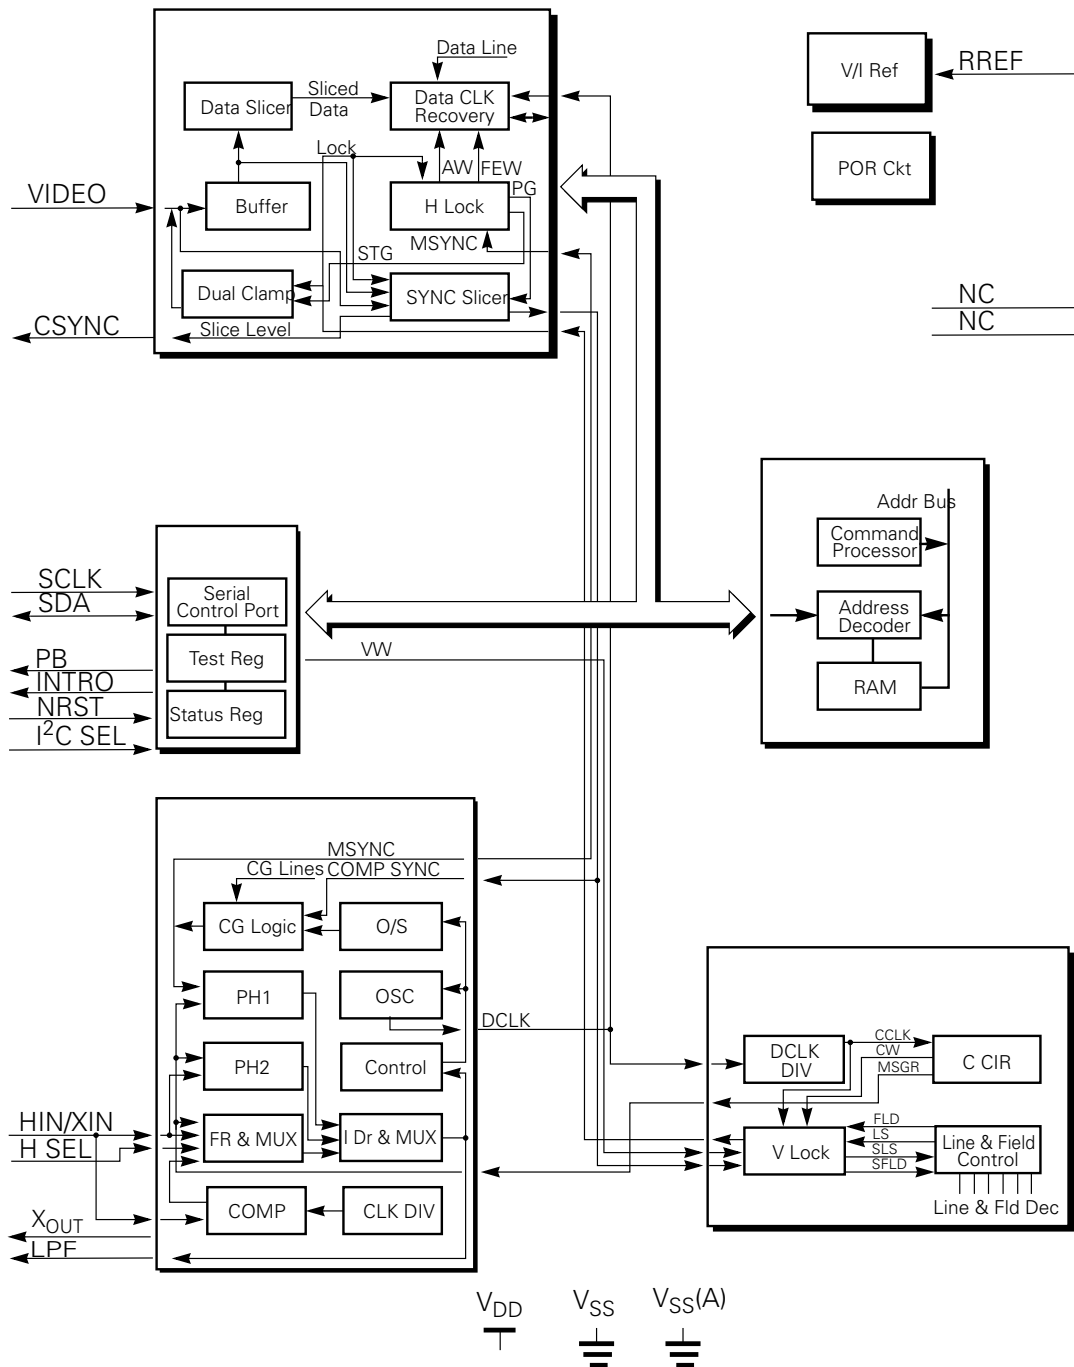 Data Line
V/I Ref
RREF
Data Slicer
Sliced
Data
Data CLK
Recovery
POR Ckt
Lock
AW
FEW
PG
VIDEO
Buffer
H Lock
MSYNC
STG
Dual Clamp
SYNC Slicer
NC
NC
CSYNC
Slice Level
Addr Bus
Command
Processor
SCLK
SDA
Serial
Control Port
Address
Decoder
VW
PB
INTRO
NRST
I2C SEL
Test Reg
Status Reg
RAM
MSYNC
CG Lines
COMP SYNC
CG Logic
O/S
PH1
OSC
DCLK
PH2
Control
DCLK
DIV
CCLK
CW
MSGR
C CIR
HIN/XIN
H SEL
FR & MUX
I Dr & MUX
V Lock
FLD
LS
SLS
SFLD
Line & Field
Control
Line & Fld Dec
COMP
CLK DIV
XOUT
LPF
VDD
VSS
VSS(A)